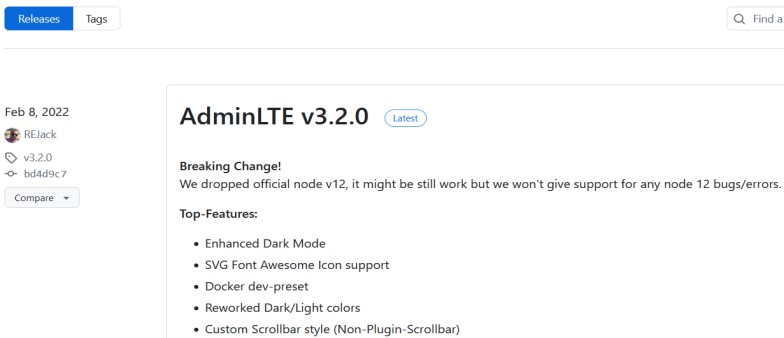 Releases Tags
Find a
Feb 8, 2022
REJack
v3.2.0
bd4d9c7
Compare
AdminLTE v3.2.0 Latest
Breaking Change!
We dropped official node v12, it might be still work but we won't give support for any node 12 bugs/errors.
Top-Features:
• Enhanced Dark Mode
• SVG Font Awesome Icon support
• Docker dev-preset
• Reworked Dark/Light colors
• Custom Scrollbar style (Non-Plugin-Scrollbar)